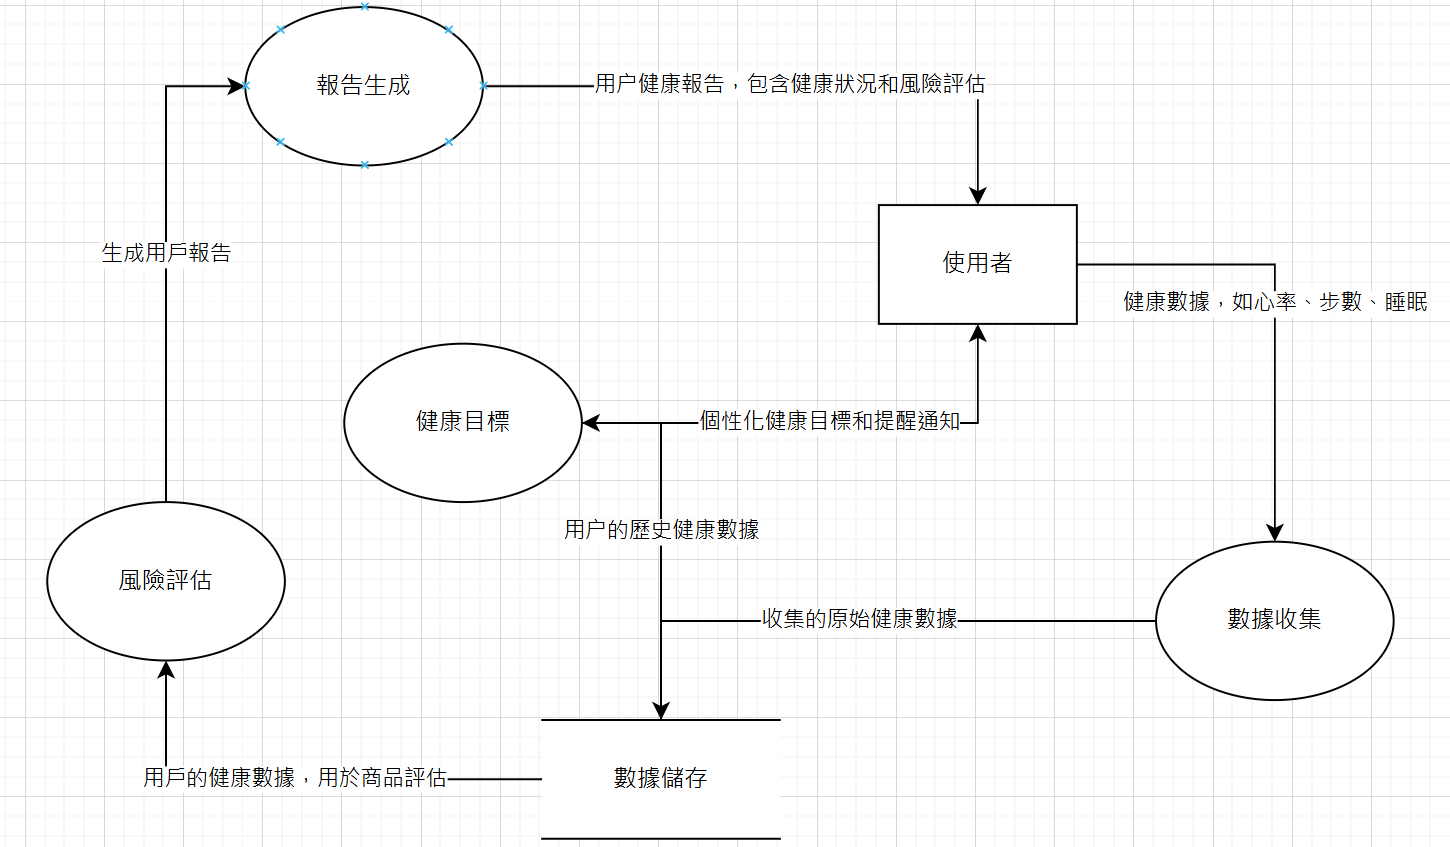 報告生成
用户健康報告，包含健康狀況和風險評估
生成用戶報告
使用者
健康數據，如心率、步數、睡眠
健康目標
個性化健康目標和提醒通知
用户的歷史健康數據
風險評估
收集的原始健康數據
數據收集
用戶的健康數據，用於商品評估
數據儲存